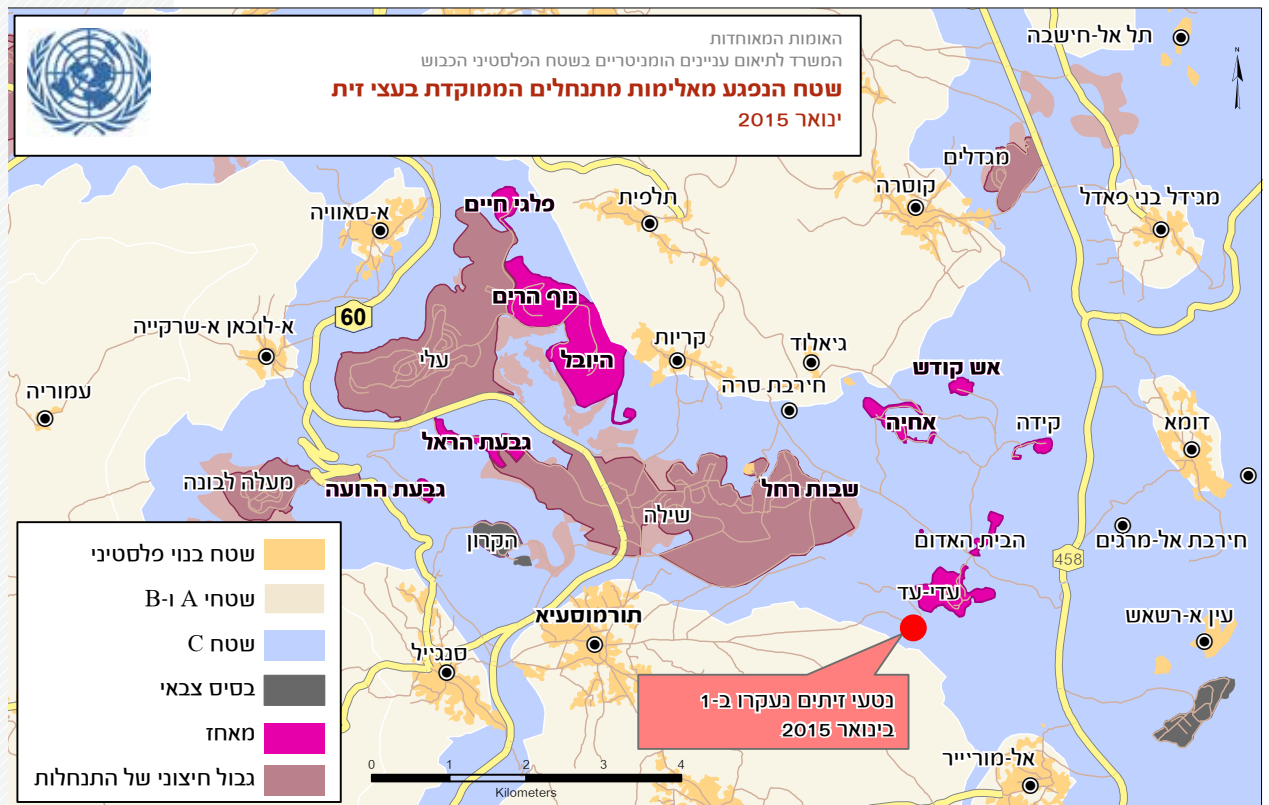 האומות המאוחדות
המשרד לתיאום עניינים הומניטריים בשטח הפלסטיני הכבוש
שטח הנפגע מאלימות מתנחלים הממוקדת בעצי זית
ינואר 2015
תל אל-חישבה
N
מגדלים
קוסרה
מג׳דל בני פאדל
תלפית
פלגי חיים
א-סאוויה
נוף הרים
60
א-לובאן א-שרקייה
עלי
היובל
קריות
ג׳אלוד
חירבת סרה
אש קודש
עמוריה
אחיה
קידה
דומא
גבעת הראל
מעלה לבונה
גבעת הרועה
שבות רחל
שילה
הקרון
הבית האדום
חירבת אל-מרג׳ם
458
עדי-עד
עין א-רשאש
תורמוסעיא
סנג׳יל
נטעי זיתים נעקרו ב-1
בינואר 2015
אל-מורייר
שטח בנוי פלסטיני
שטחי A ו-B
שטח C
בסיס צבאי
מאחז
גבול חיצוני של התנחלות
0 1 2 3 4
Kilometers